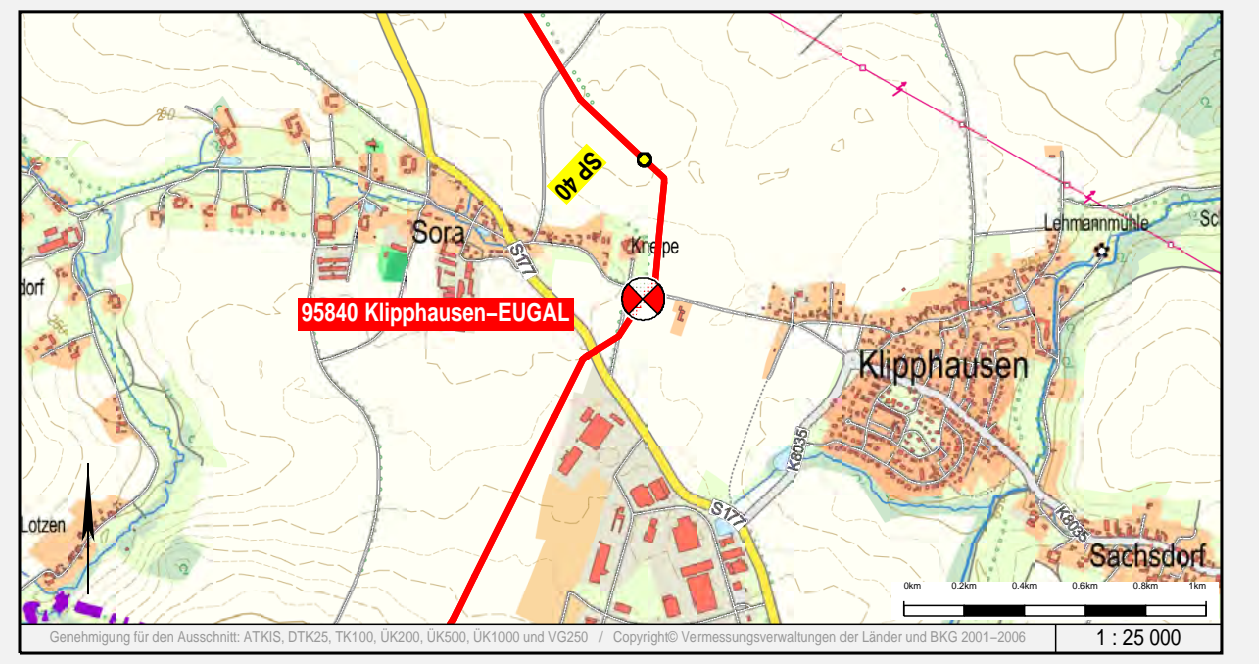 250
SP 40
Lehmannmühle
Sora
Kneipe
S177
dorf
95840 Klipphausen–EUGAL
Klipphausen
K8035
S177
Lotzen
K8035
Sachsdorf
0km 0.2km 0.4km 0.6km 0.8km 1km
Genehmigung für den Ausschnitt: ATKIS, DTK25, TK100, ÜK200, ÜK500, ÜK1000 und VG250 / Copyright© Vermessungsverwaltungen der Länder und BKG 2001–2006
1 : 25 000